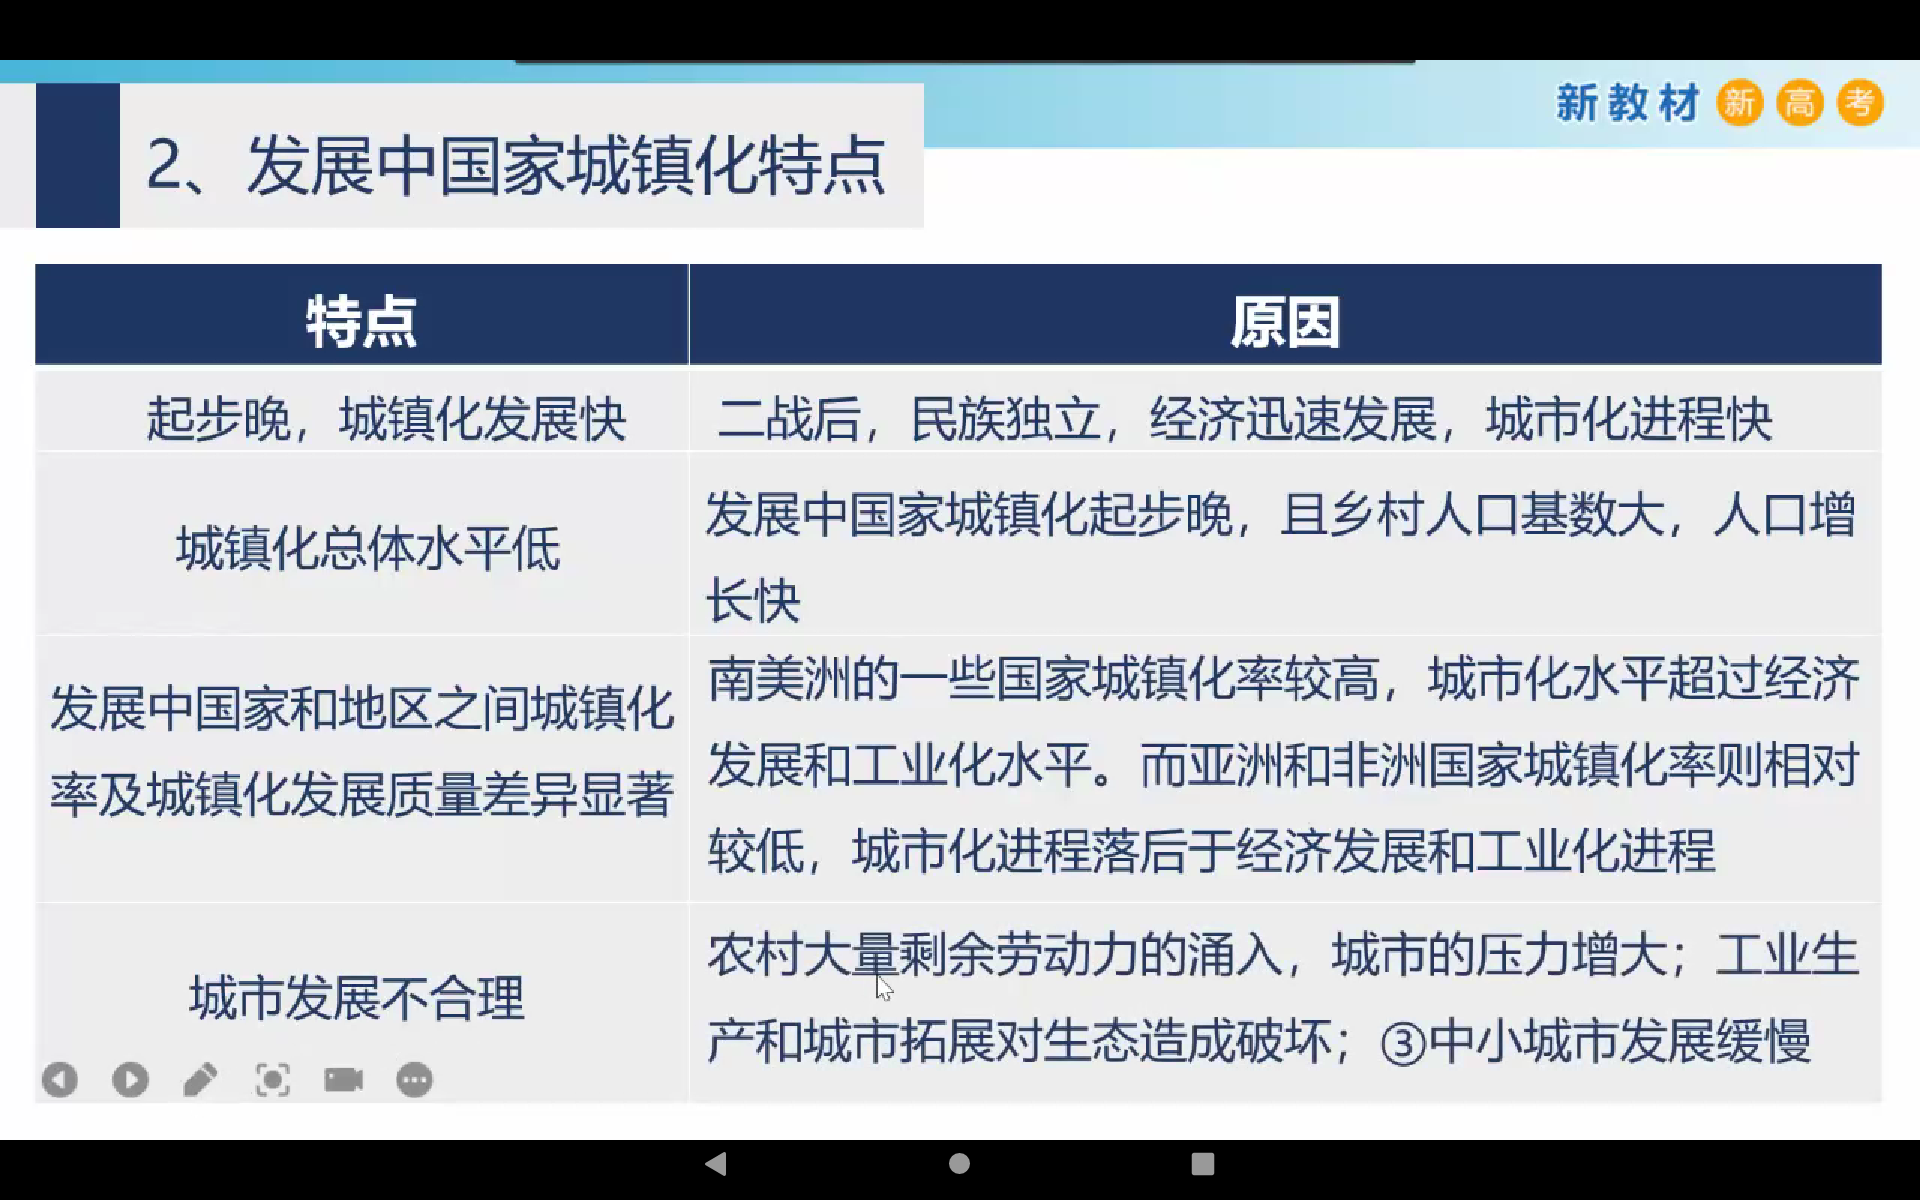 新教材 新高考
2、发展中国家城镇化特点
特点
原因
起步晚，城镇化发展快
二战后，民族独立，经济迅速发展，城市化进程快
城镇化总体水平低
发展中国家城镇化起步晚，且乡村人口基数大，人口增
长快
发展中国家和地区之间城镇化
率及城镇化发展质量差异显著
南美洲的一些国家城镇化率较高，城市化水平超过经济
发展和工业化水平。而亚洲和非洲国家城镇化率则相对
较低，城市化进程落后于经济发展和工业化进程
城市发展不合理
农村大量剩余劳动力的涌入，城市的压力增大；工业生
产和城市拓展对生态造成破坏；③中小城市发展缓慢